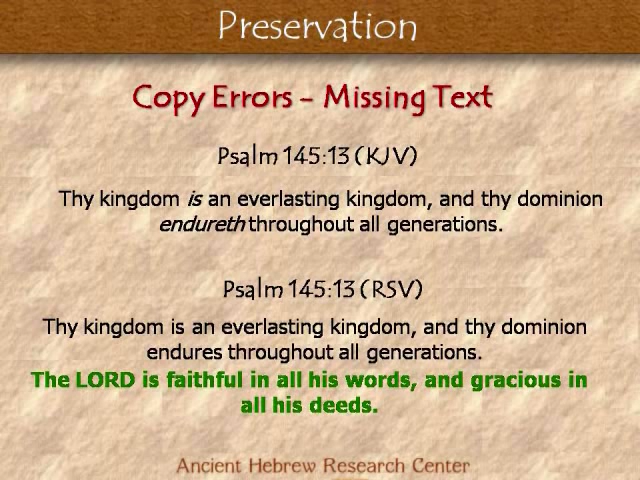 Preservation
Copy Errors - Missing Text
Psalm 145:13 (KJV)
Thy kingdom is an everlasting kingdom, and thy dominion
endureth throughout all generations.
Psalm 145:13 (RSV)
Thy kingdom is an everlasting kingdom, and thy dominion
endures throughout all generations.
The LORD is faithful in all his words, and gracious in
all his deeds.
Ancient Hebrew Research Center